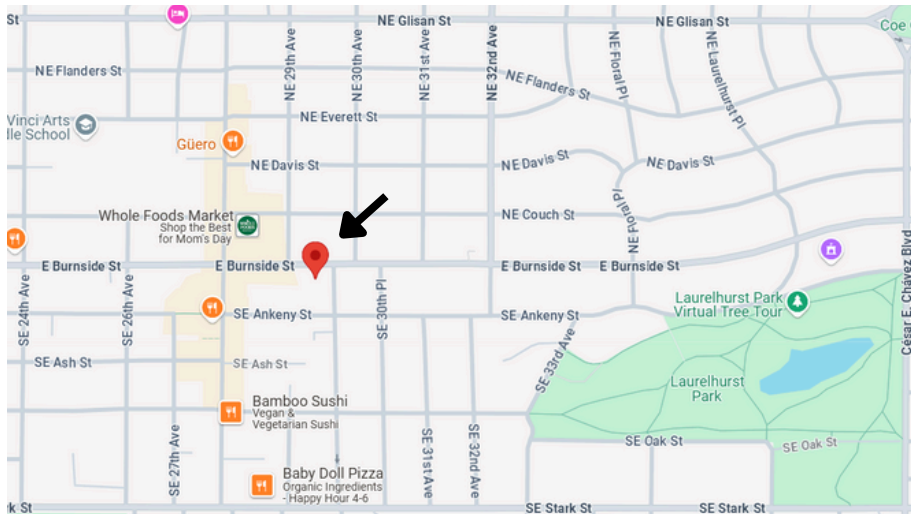 St
NE Glisan St
NE Glisan St
Coe
NE Flanders St
NE 29th Ave
NE 30th Ave
NE 31st Ave
NE 32nd Ave
NE Flanders St
NE Floral Pl
NE Laurelhurst Pl
Vinci Arts
dle School
NE Everett St
Güero
NE Davis St
NE Davis St
NE Davis St
Whole Foods Market
Shop the Best
for Mom's Day
NE Couch St
NE Floral Pl
E Burnside St
E Burnside St
E Burnside St
E Burnside St
César E. Chávez Blvd
SE 24th Ave
SE 26th Ave
SE 30th Pl
Laurelhurst Park
Virtual Tree Tour
SE Ankeny St
SE Ankeny St
SE 33rd Ave
SE Ash St
SE Ash St
Laurelhurst
Park
Bamboo Sushi
Vegan &
Vegetarian Sushi
SE 27th Ave
SE 31st Ave
SE 32nd Ave
SE Oak St
SE Oak St
Baby Doll Pizza
Organic Ingredients
- Happy Hour 4-6
k St
SE Stark St
SE Stark St